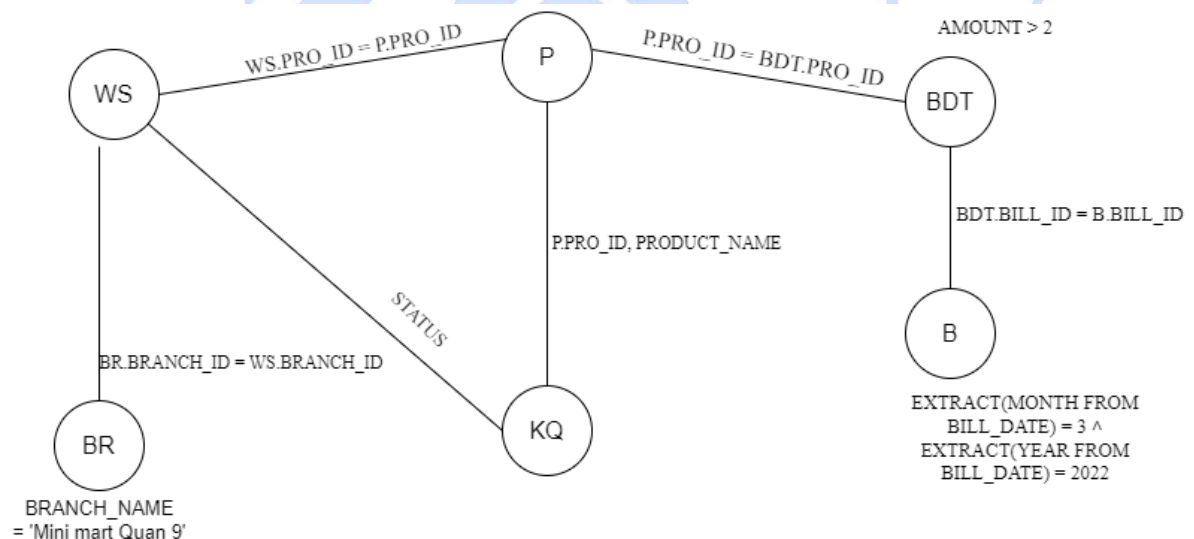 AMOUNT > 2
P
WS.PRO_ID = P.PRO_ID
P.PRO_ID = BDT.PRO_ID
WS
BDT
BDT.BILL_ID = B.BILL_ID
P.PRO_ID, PRODUCT_NAME
STATUS
B
BR.BRANCH_ID = WS.BRANCH_ID
EXTRACT(MONTH FROM
BILL_DATE) = 3 ^
EXTRACT(YEAR FROM
BILL_DATE) = 2022
KQ
BR
BRANCH_NAME
= 'Mini mart Quan 9'